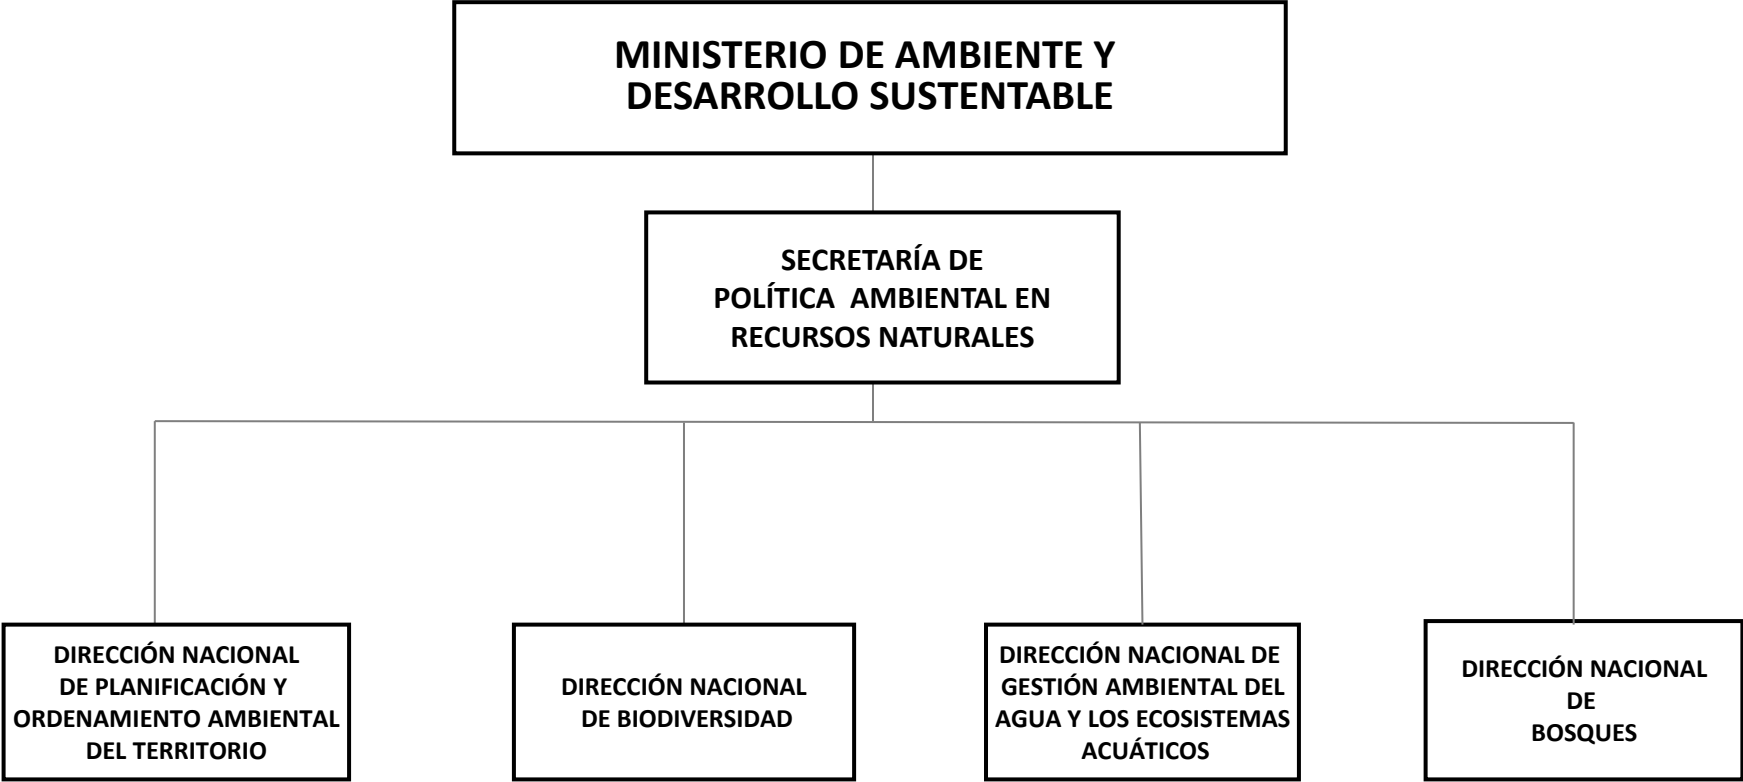 MINISTERIO DE AMBIENTE Y
DESARROLLO SUSTENTABLE
SECRETARÍA DE
POLÍTICA AMBIENTAL EN
RECURSOS NATURALES
DIRECCIÓN NACIONAL
DE PLANIFICACIÓN Y
ORDENAMIENTO AMBIENTAL
DEL TERRITORIO
DIRECCIÓN NACIONAL
DE BIODIVERSIDAD
DIRECCIÓN NACIONAL DE
GESTIÓN AMBIENTAL DEL
AGUA Y LOS ECOSISTEMAS
ACUÁTICOS
DIRECCIÓN NACIONAL
DE
BOSQUES